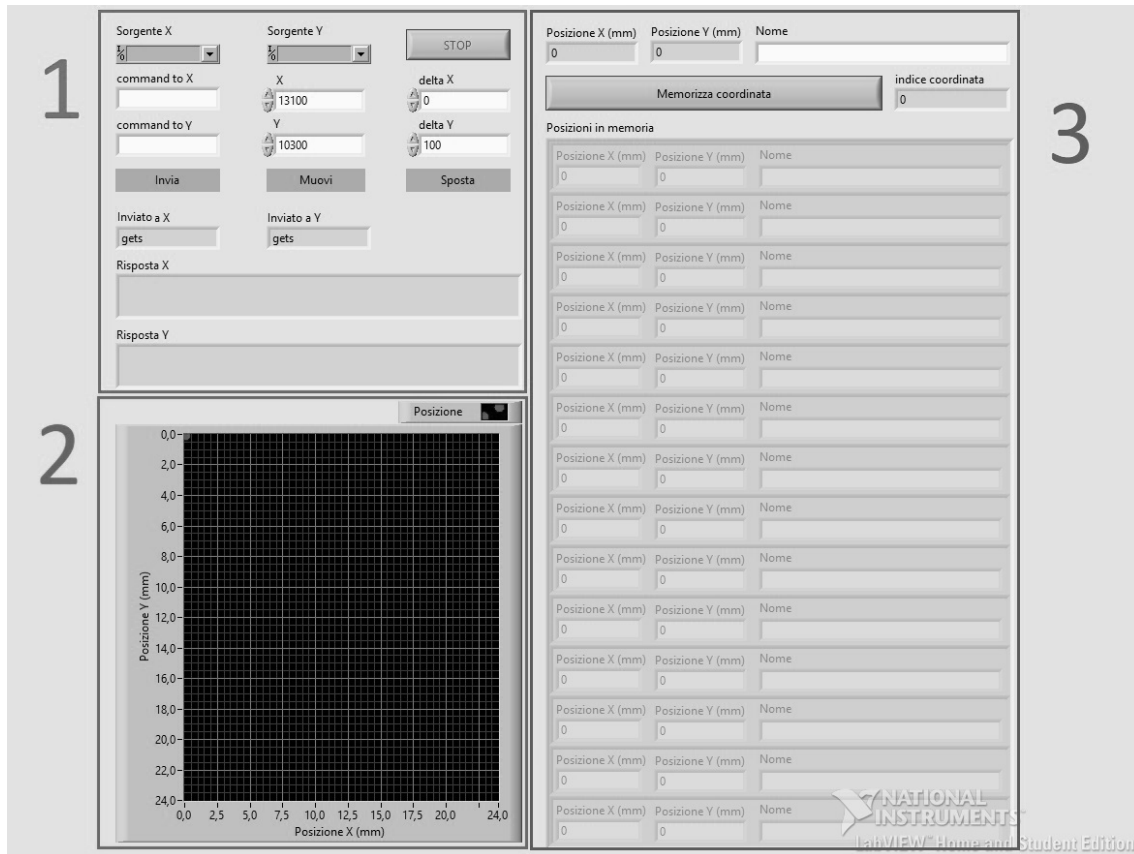 1
Sorgente X Sorgente Y STOP
command to X X delta X
13100 0
command to Y Y delta Y
10300 100
Invia Muovi Sposta
Inviato a X Inviato a Y
gets gets
Risposta X
Risposta Y
2
Posizione
0,0
2,0
4,0
6,0
8,0
10,0
12,0
14,0
16,0
18,0
20,0
22,0
24,0
Posizione Y (mm)
0,0 2,5 5,0 7,5 10,0 12,5 15,0 17,5 20,0 24,0
Posizione X (mm)
3
Posizione X (mm) Posizione Y (mm) Nome
0 0
Memorizza coordinata indice coordinata
0
Posizioni in memoria
Posizione X (mm) Posizione Y (mm) Nome
0 0
Posizione X (mm) Posizione Y (mm) Nome
0 0
Posizione X (mm) Posizione Y (mm) Nome
0 0
Posizione X (mm) Posizione Y (mm) Nome
0 0
Posizione X (mm) Posizione Y (mm) Nome
0 0
Posizione X (mm) Posizione Y (mm) Nome
0 0
Posizione X (mm) Posizione Y (mm) Nome
0 0
Posizione X (mm) Posizione Y (mm) Nome
0 0
Posizione X (mm) Posizione Y (mm) Nome
0 0
Posizione X (mm) Posizione Y (mm) Nome
0 0
Posizione X (mm) Posizione Y (mm) Nome
0 0
Posizione X (mm) Posizione Y (mm) Nome
0 0
Posizione X (mm) Posizione Y (mm) Nome
0 0
Posizione X (mm) Posizione Y (mm) Nome
0 0
NATIONAL
INSTRUMENTS
LabVIEW™ Home and Student Edition